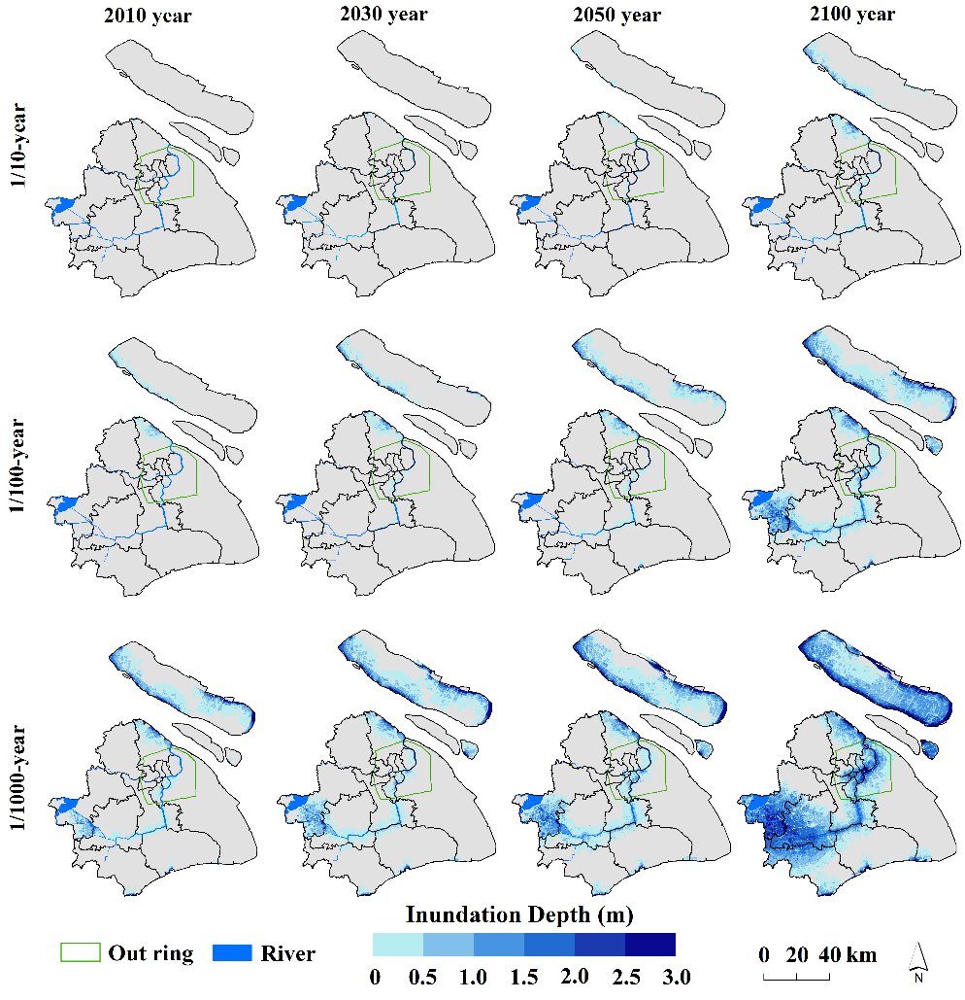 2010 year 2030 year 2050 year 2100 year
1/10-year
1/100-year
1/1000-year
Inundation Depth (m)
Out ring River
0 0.5 1.0 1.5 2.0 2.5 3.0
0 20 40 km
N